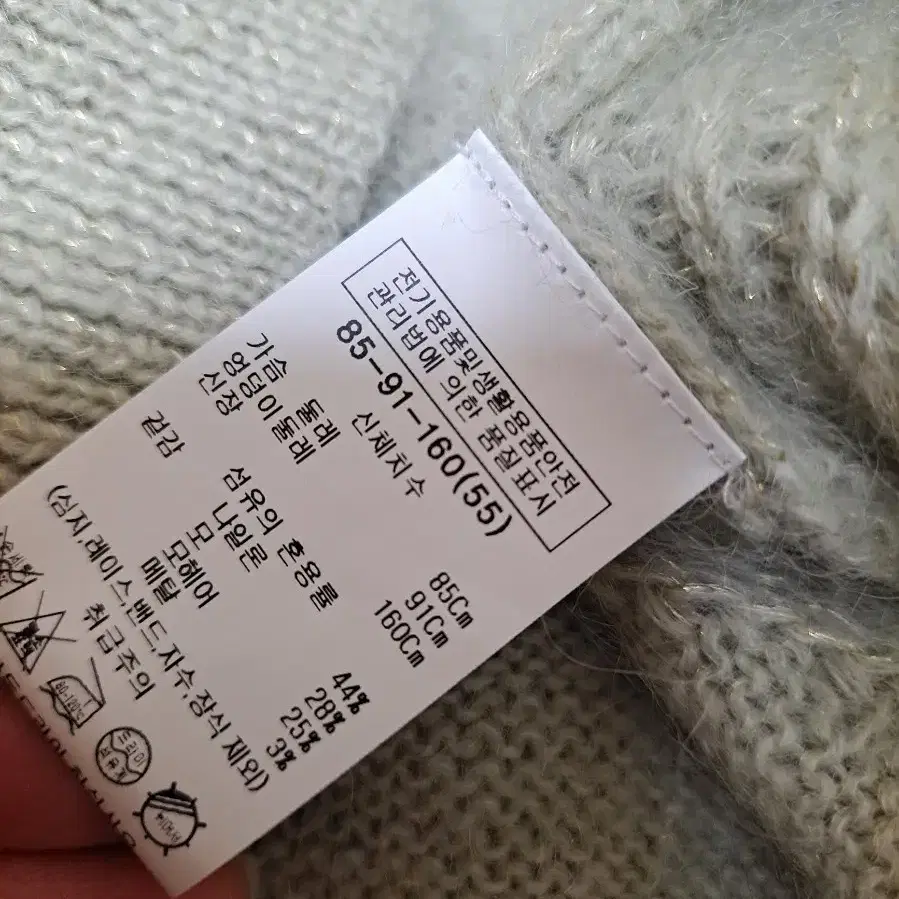 전기용품및생활용품안전
관리법에 의한 품질표시
85-91-160(55)
신체치수
가슴 둘레 85Cm
엉덩이둘레 91Cm
신장 160Cm
섬유의 혼용률
겉감 나일론 44%
모 28%
모헤어 25%
메탈 3%
(심지,레이스,밴드,자수,장식 제외)
취급주의
드라이